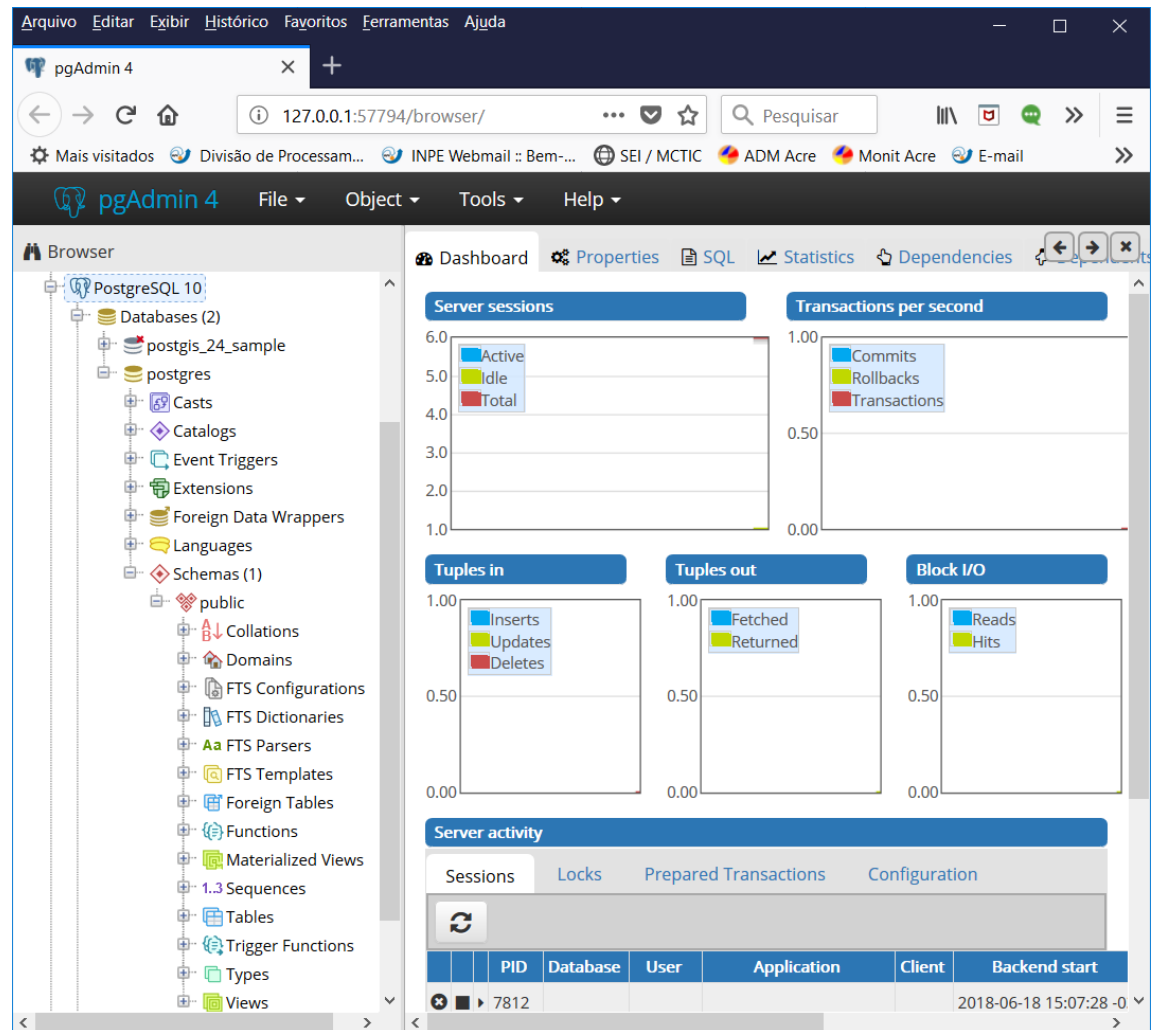 Arquivo Editar Exibir Histórico Favoritos Ferramentas Ajuda
pgAdmin 4
127.0.0.1:57794/browser/
Pesquisar
Mais visitados
Divisão de Processam...
INPE Webmail :: Bem-...
SEI / MCTIC
ADM Acre
Monit Acre
E-mail
pgAdmin 4
File
Object
Tools
Help
Browser
PostgreSQL 10
Databases (2)
postgis_24_sample
postgres
Casts
Catalogs
Event Triggers
Extensions
Foreign Data Wrappers
Languages
Schemas (1)
public
Collations
Domains
FTS Configurations
FTS Dictionaries
Aa FTS Parsers
FTS Templates
Foreign Tables
Functions
Materialized Views
1..3 Sequences
Tables
Trigger Functions
Types
Views
Dashboard
Properties
SQL
Statistics
Dependencies
Server sessions
6.0
5.0
4.0
3.0
2.0
1.0
Active
Idle
Total
Transactions per second
1.00
0.50
0.00
Commits
Rollbacks
Transactions
Tuples in
1.00
0.50
0.00
Inserts
Updates
Deletes
Tuples out
1.00
0.50
0.00
Fetched
Returned
Block I/O
1.00
0.50
0.00
Reads
Hits
Server activity
Sessions
Locks
Prepared Transactions
Configuration
PID Database User Application Client Backend start
7812 2018-06-18 15:07:28 -0